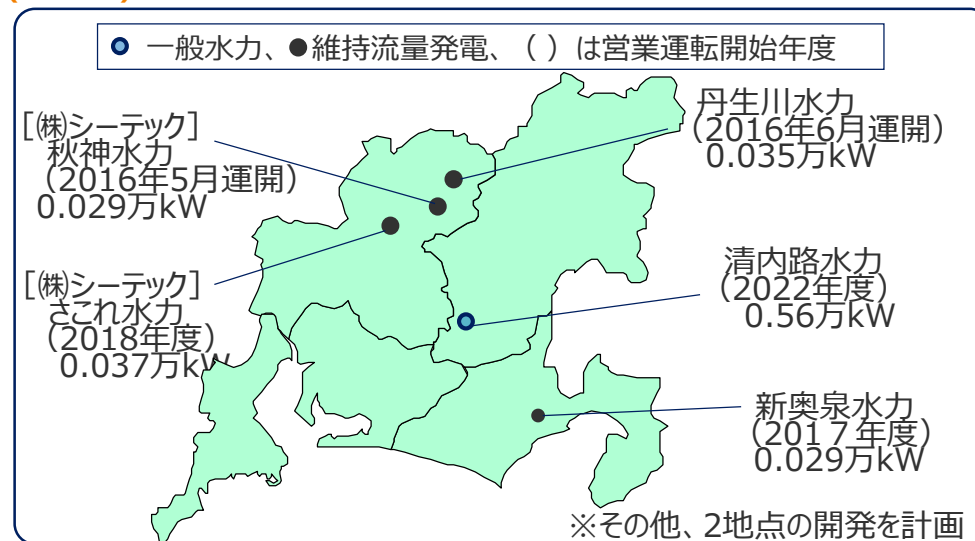 一般水力、●維持流量発電、（ ）は営業運転開始年度
[㈱シーテック]
秋神水力
（2016年5月運開）
0.029万kW
丹生川水力
（2016年6月運開）
0.035万kW
[㈱シーテック]
さこれ水力
（2018年度）
0.037万kW
清内路水力
（2022年度）
0.56万kW
新奥泉水力
（201７年度）
0.029万kW
※その他、2地点の開発を計画